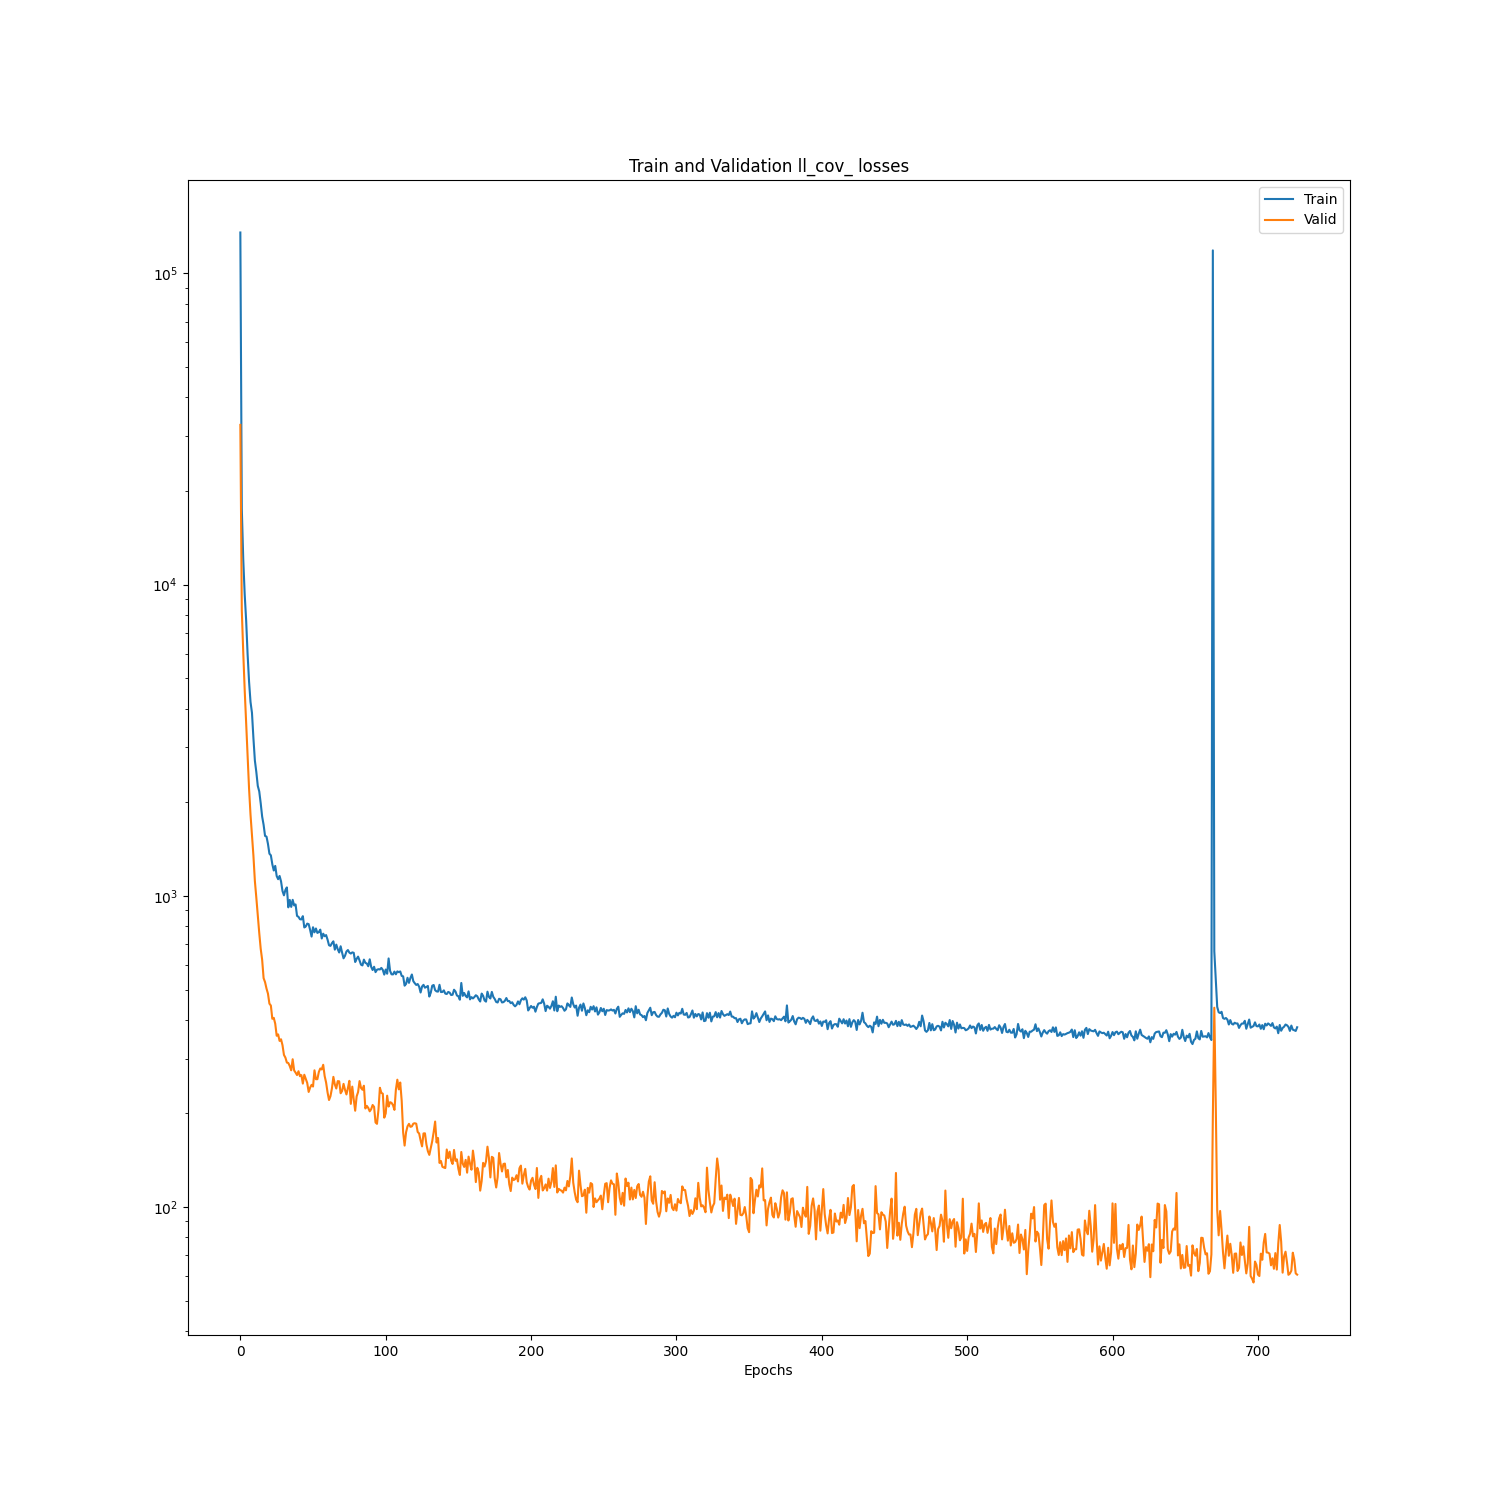 Train and Validation ll_cov_ losses
Train
Valid
10^5
10^4
10^3
10^2
0 100 200 300 400 500 600 700
Epochs